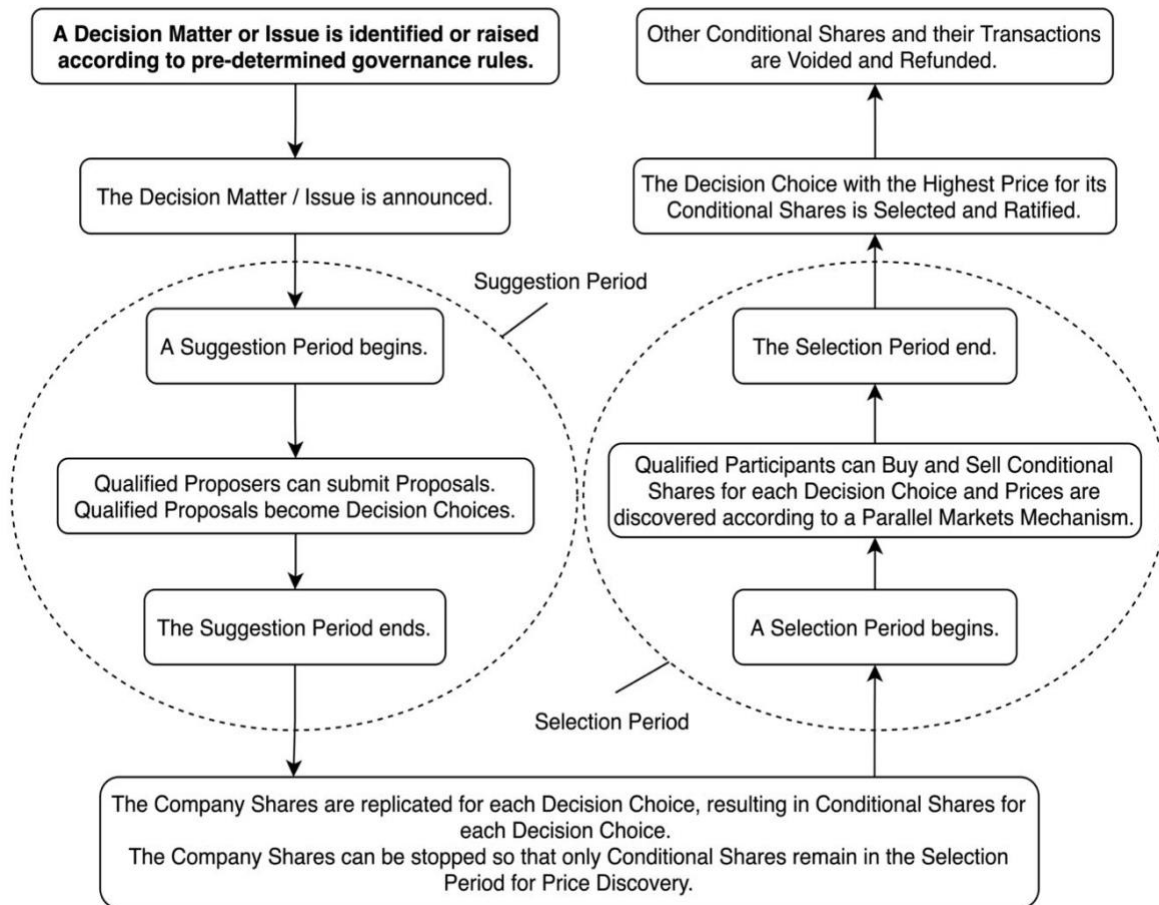 A Decision Matter or Issue is identified or raised
according to pre-determined governance rules.
The Decision Matter / Issue is announced.
Suggestion Period
A Suggestion Period begins.
Qualified Proposers can submit Proposals.
Qualified Proposals become Decision Choices.
The Suggestion Period ends.
The Company Shares are replicated for each Decision Choice, resulting in Conditional Shares for
each Decision Choice.
The Company Shares can be stopped so that only Conditional Shares remain in the Selection
Period for Price Discovery.
A Selection Period begins.
Selection Period
Qualified Participants can Buy and Sell Conditional
Shares for each Decision Choice and Prices are
discovered according to a Parallel Markets Mechanism.
The Selection Period end.
The Decision Choice with the Highest Price for its
Conditional Shares is Selected and Ratified.
Other Conditional Shares and their Transactions
are Voided and Refunded.